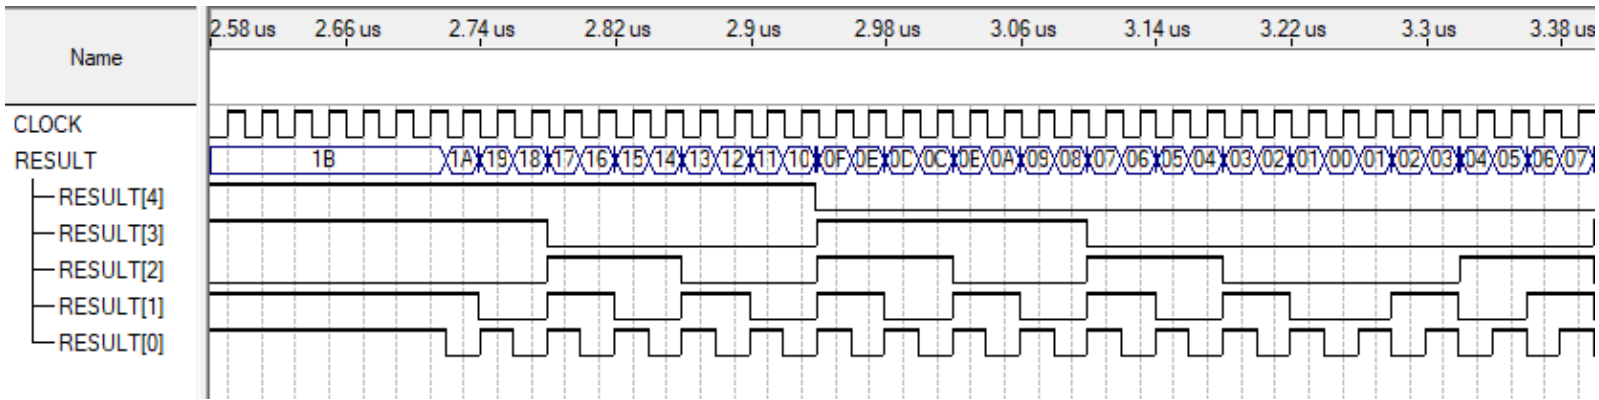 2.58 us 2.66 us 2.74 us 2.82 us 2.9 us 2.98 us 3.06 us 3.14 us 3.22 us 3.3 us 3.38 us
Name
CLOCK
RESULT 1B 1A 19 18 17 16 15 14 13 12 11 10 0F 0E 0D 0C 0E 0A 09 08 07 06 05 04 03 02 01 00 01 02 03 04 05 06 07
RESULT[4]
RESULT[3]
RESULT[2]
RESULT[1]
RESULT[0]